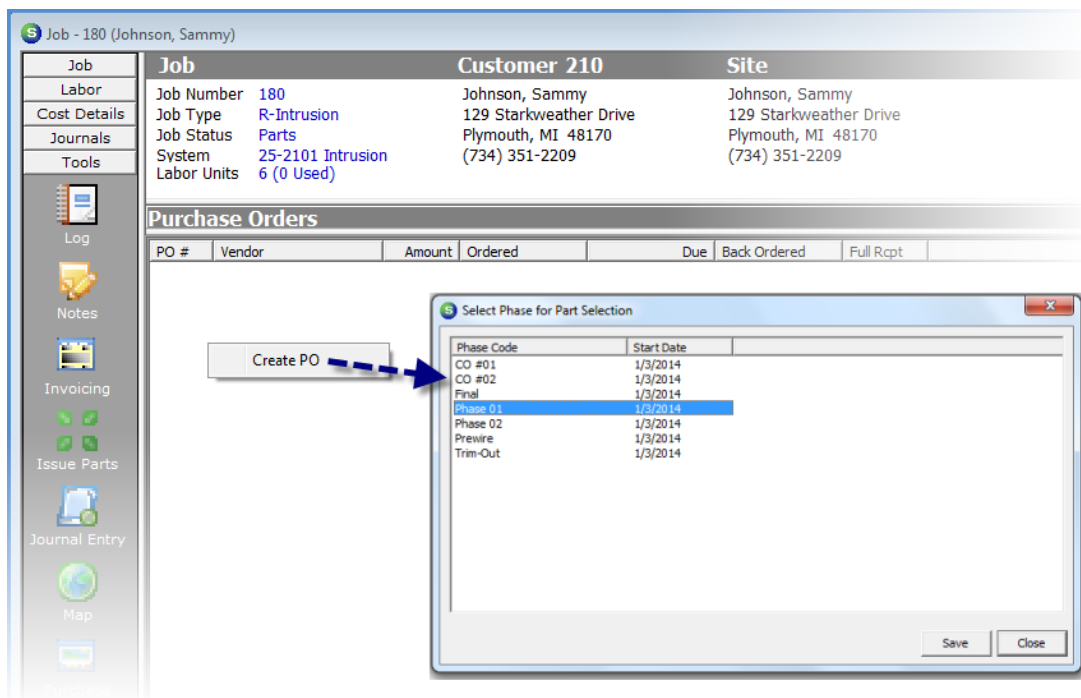 Job - 180 (Johnson, Sammy)
Job
Labor
Cost Details
Journals
Tools
Log
Notes
Invoicing
Issue Parts
Journal Entry
Map
Purchase
Job Customer 210 Site
Job Number 180 Johnson, Sammy Johnson, Sammy
Job Type R-Intrusion 129 Starkweather Drive 129 Starkweather Drive
Job Status Parts Plymouth, MI 48170 Plymouth, MI 48170
System 25-2101 Intrusion (734) 351-2209 (734) 351-2209
Labor Units 6 (0 Used)
Purchase Orders
PO # Vendor Amount Ordered Due Back Ordered Full Rcpt
Create PO
S Select Phase for Part Selection
Phase Code Start Date
CO #01 1/3/2014
CO #02 1/3/2014
Final 1/3/2014
Phase 01 1/3/2014
Phase 02 1/3/2014
Prewire 1/3/2014
Trim-Out 1/3/2014
Save Close